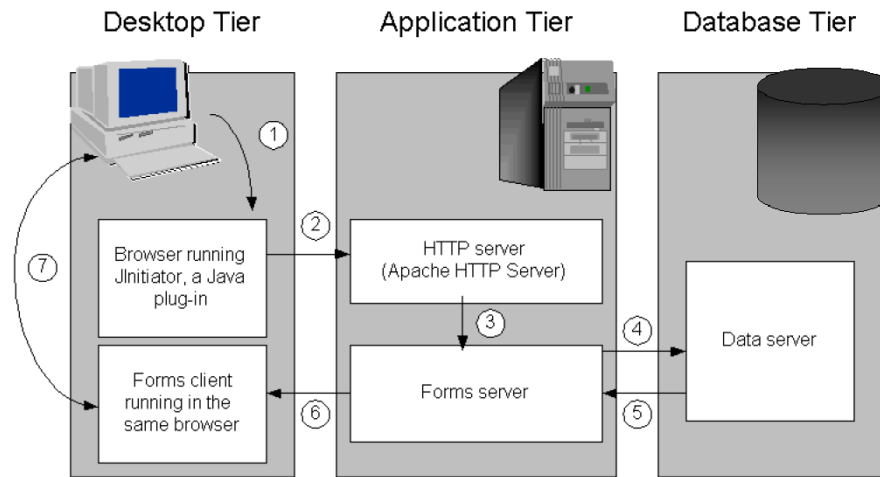 Desktop Tier
Application Tier
Database Tier
1
2
Browser running
JInitiator, a Java
plug-in
HTTP server
(Apache HTTP Server)
7
3
4
Data server
Forms client
running in the
same browser
6
Forms server
5